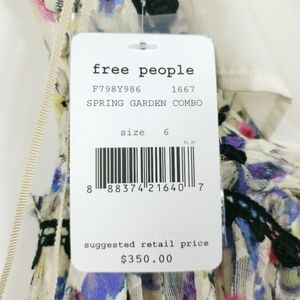 free people
F798Y986 1667
SPRING GARDEN COMBO
size 6
8 88374 21640 7
suggested retail price
$350.00